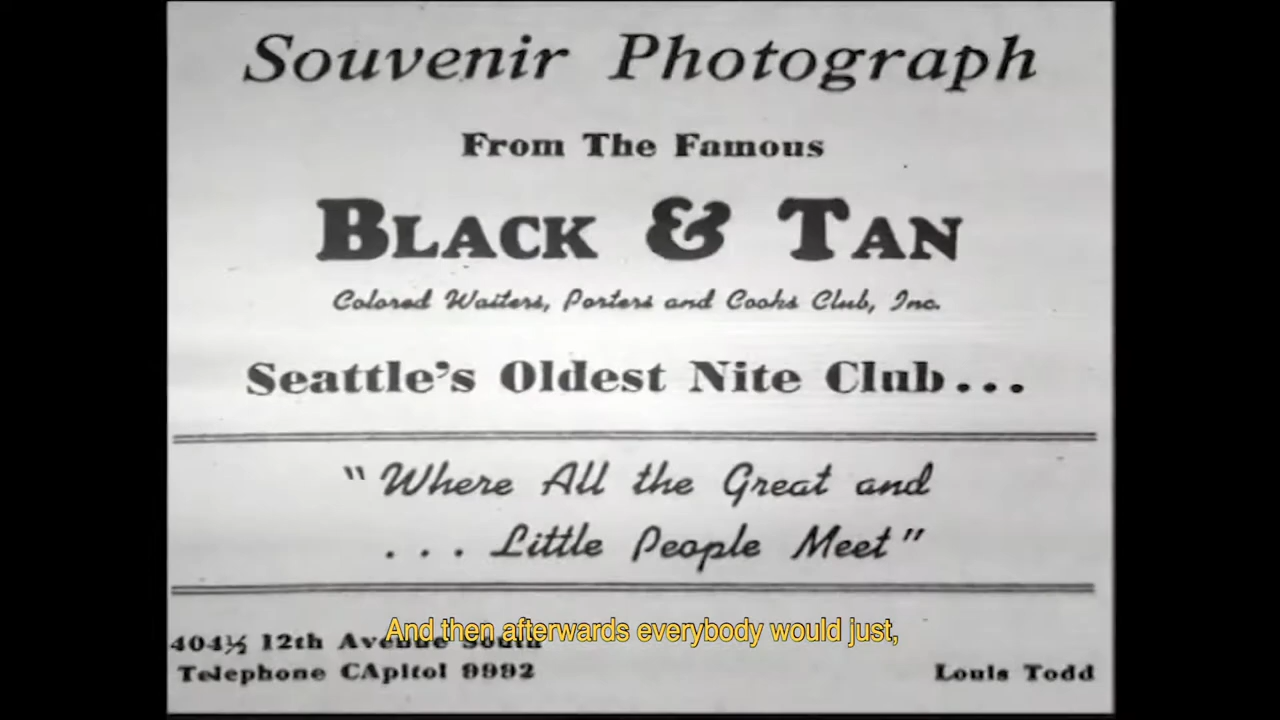 Souvenir Photograph
From The Famous
BLACK & TAN
Colored Waiters, Porters and Cooks Club, Inc.
Seattle's Oldest Nite Club...
"Where All the Great and
... Little People Meet"
404½ 12th Avenue South
And then afterwards everybody would just,
Telephone CApitol 9992
Louis Todd